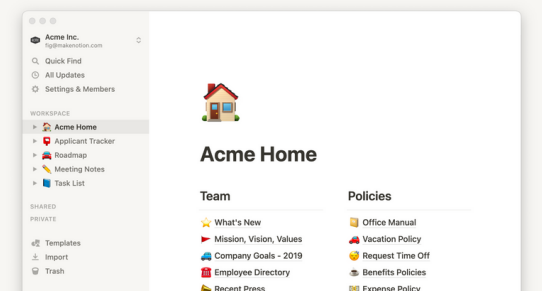 Acme Inc.
fig@makenotion.com
Quick Find
All Updates
Settings & Members
WORKSPACE
Acme Home
Applicant Tracker
Roadmap
Meeting Notes
Task List
SHARED
PRIVATE
Templates
Import
Trash
Acme Home
Team
What's New
Mission, Vision, Values
Company Goals - 2019
Employee Directory
Recent Press
Policies
Office Manual
Vacation Policy
Request Time Off
Benefits Policies
Expense Policy